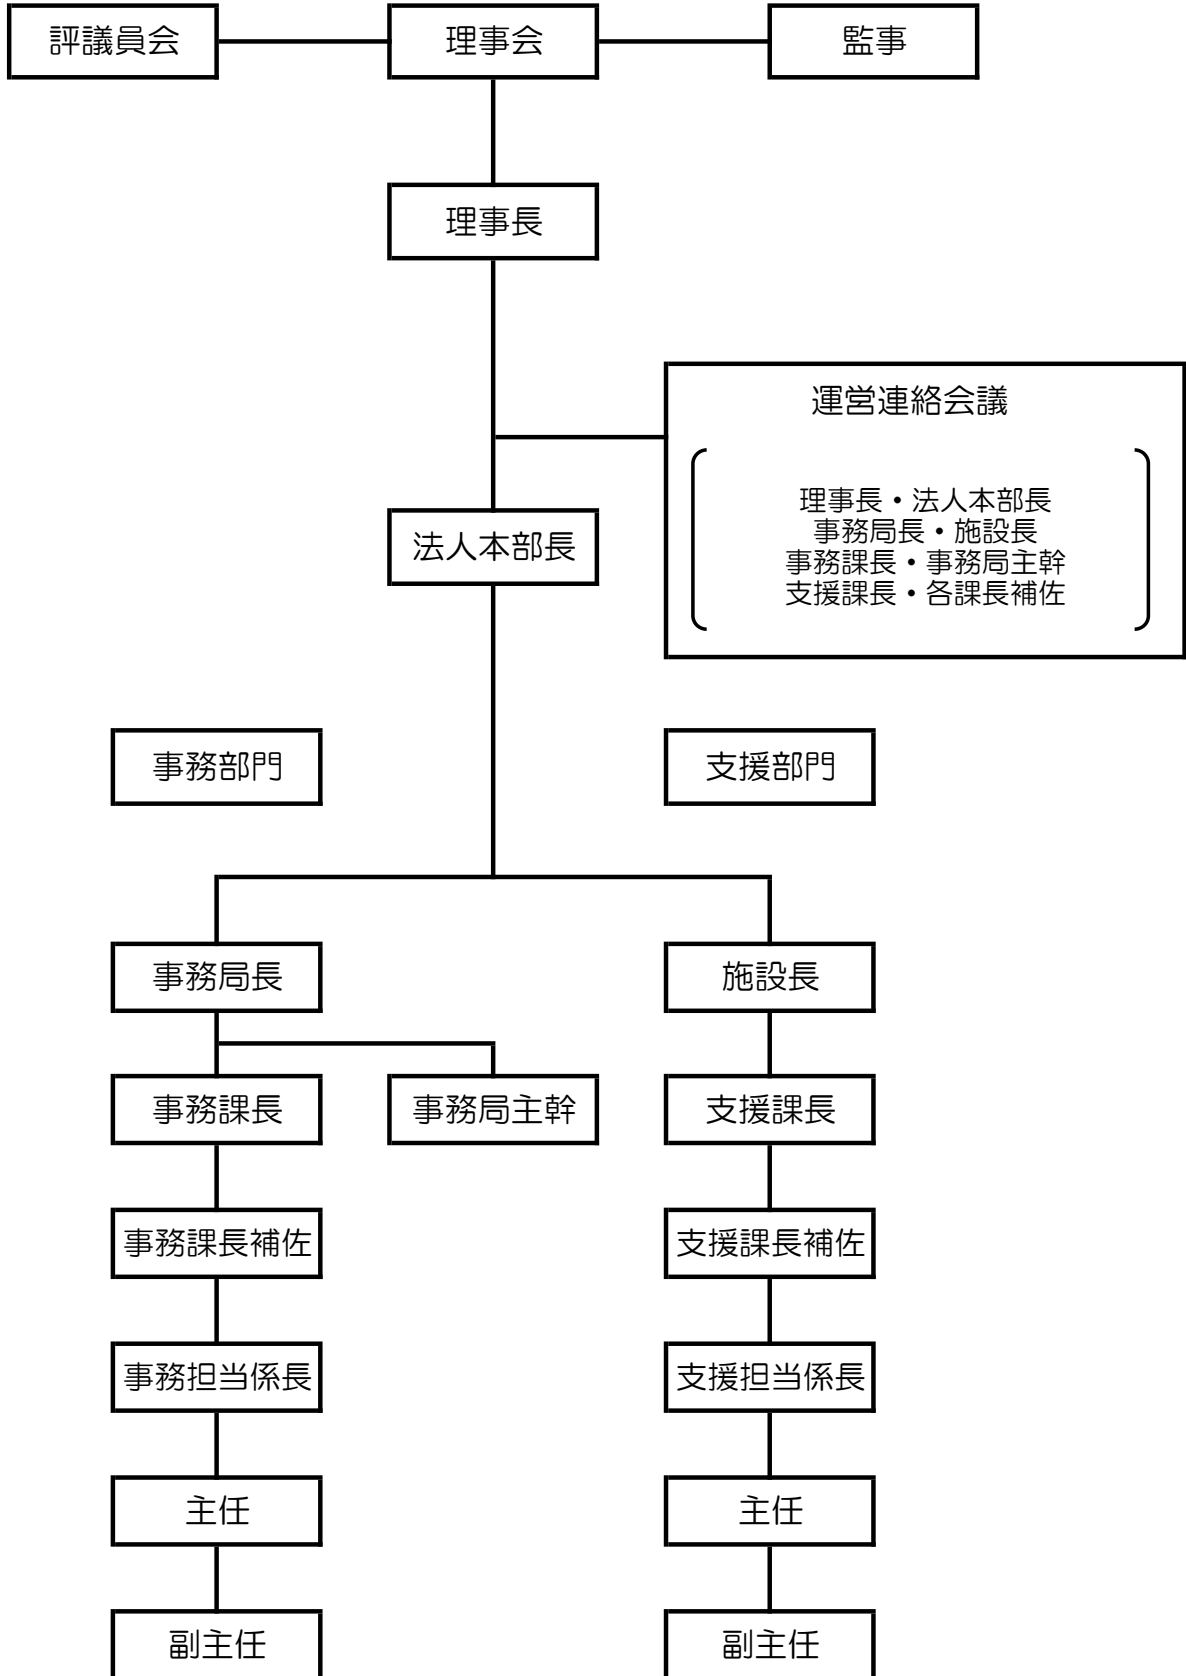 評議員会
理事会
監事
理事長
運営連絡会議
理事長・法人本部長
事務局長・施設長
事務課長・事務局主幹
支援課長・各課長補佐
法人本部長
事務部門
支援部門
事務局長
施設長
事務課長
事務局主幹
支援課長
事務課長補佐
支援課長補佐
事務担当係長
支援担当係長
主任
主任
副主任
副主任